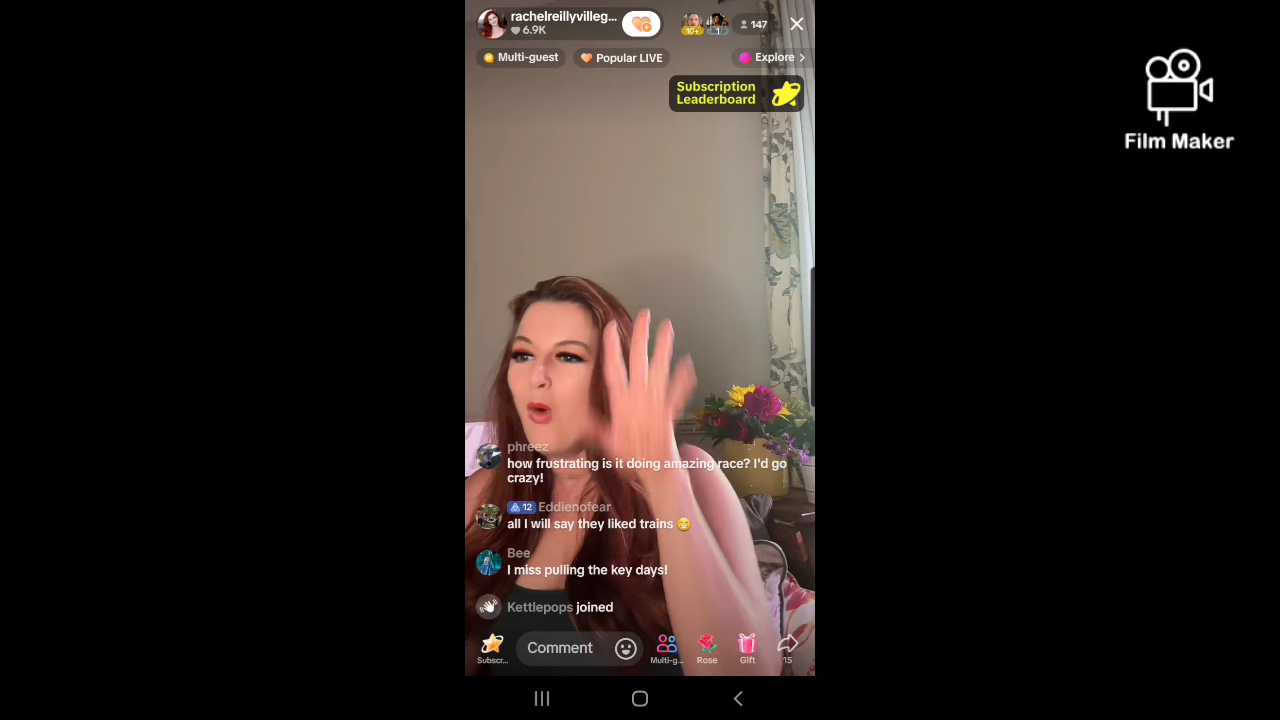 rachelreillyvilleg...
6.9K
10+
1
147
Multi-guest
Popular LIVE
Explore >
Subscription
Leaderboard
Film Maker
phreez
how frustrating is it doing amazing race? I'd go
crazy!
12 Eddienofear
all I will say they liked trains 😁
Bee
I miss pulling the key days!
Kettlepops joined
Comment
Subscr...
Multi-g...
Rose
Gift
15